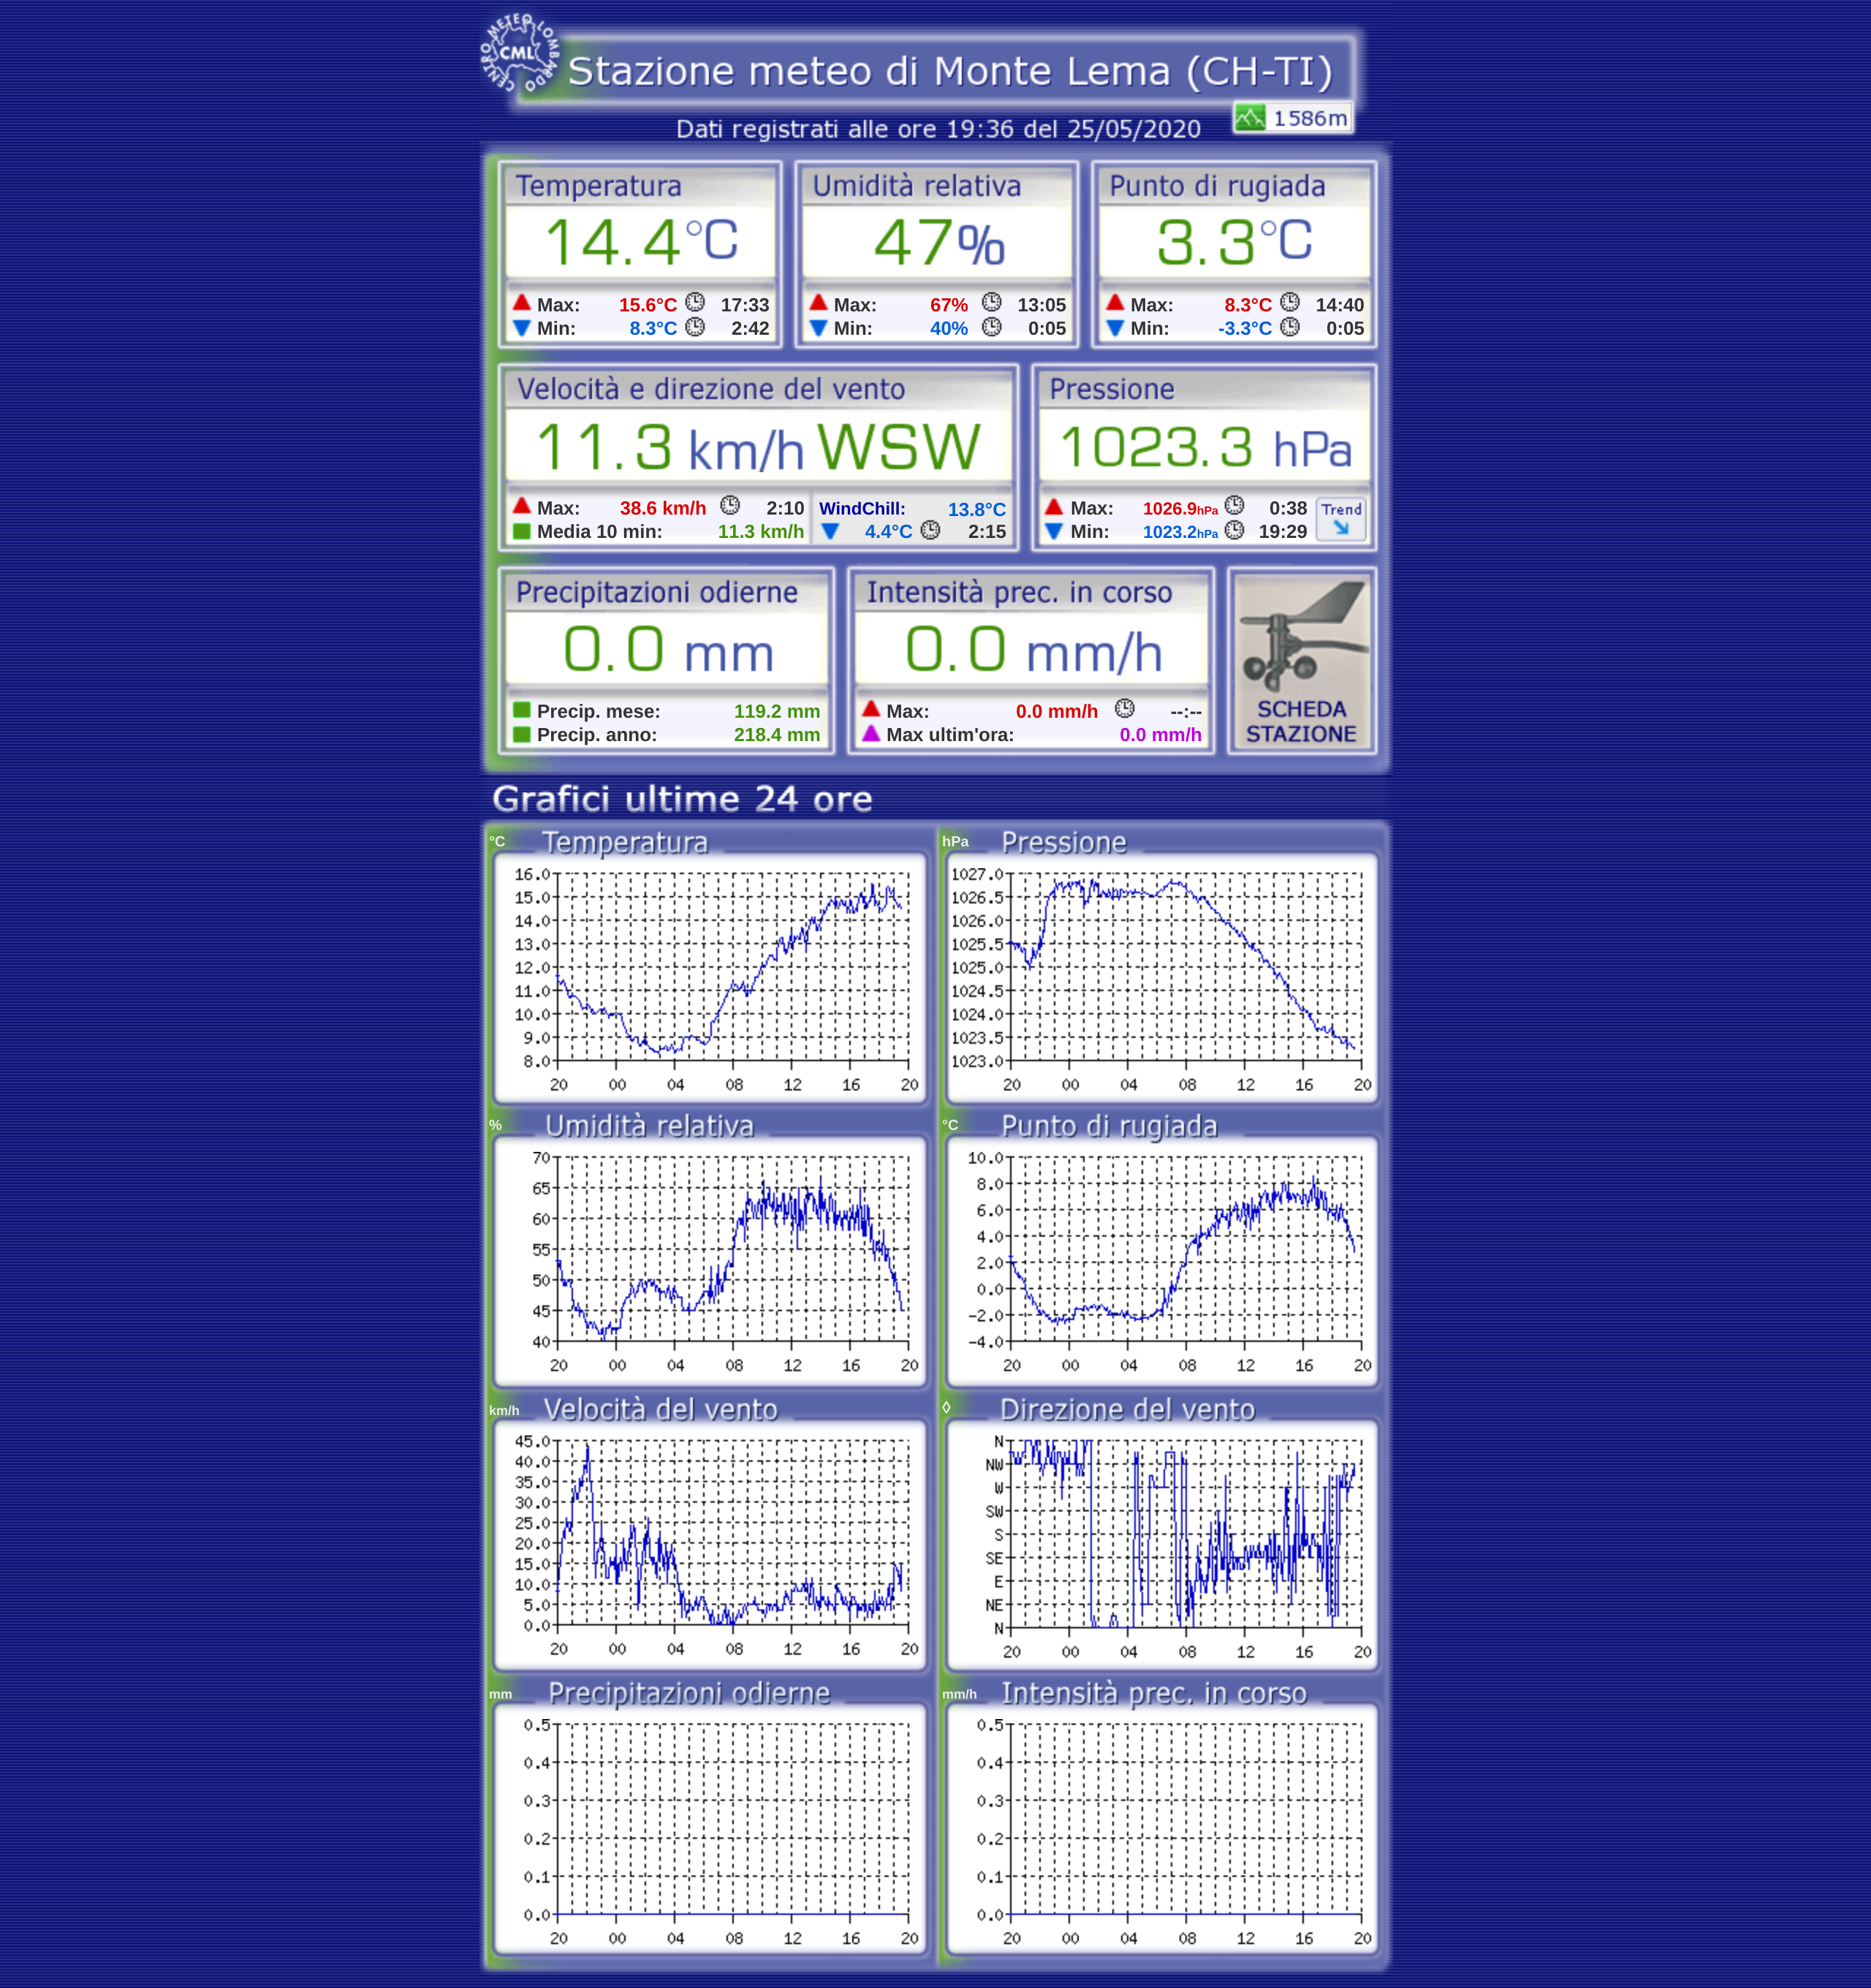 CENTRO METEO LOMBARDO
CML
Stazione meteo di Monte Lema (CH-TI)
1586m
Dati registrati alle ore 19:36 del 25/05/2020
Temperatura
14.4°C
Max: 15.6°C 17:33
Min: 8.3°C 2:42
Umidità relativa
47%
Max: 67% 13:05
Min: 40% 0:05
Punto di rugiada
3.3°C
Max: 8.3°C 14:40
Min: -3.3°C 0:05
Velocità e direzione del vento
11.3 km/h WSW
Max: 38.6 km/h 2:10
Media 10 min: 11.3 km/h
WindChill: 13.8°C
4.4°C 2:15
Pressione
1023.3 hPa
Max: 1026.9hPa 0:38
Min: 1023.2hPa 19:29
Trend
Precipitazioni odierne
0.0 mm
Precip. mese: 119.2 mm
Precip. anno: 218.4 mm
Intensità prec. in corso
0.0 mm/h
Max: 0.0 mm/h --:--
Max ultim'ora: 0.0 mm/h
SCHEDA
STAZIONE
Grafici ultime 24 ore
°C Temperatura
16.0
15.0
14.0
13.0
12.0
11.0
10.0
9.0
8.0
20 00 04 08 12 16 20
hPa Pressione
1027.0
1026.5
1026.0
1025.5
1025.0
1024.5
1024.0
1023.5
1023.0
20 00 04 08 12 16 20
% Umidità relativa
70
65
60
55
50
45
40
20 00 04 08 12 16 20
°C Punto di rugiada
10.0
8.0
6.0
4.0
2.0
0.0
-2.0
-4.0
20 00 04 08 12 16 20
km/h Velocità del vento
45.0
40.0
35.0
30.0
25.0
20.0
15.0
10.0
5.0
0.0
20 00 04 08 12 16 20
◊ Direzione del vento
N
NW
W
SW
S
SE
E
NE
N
20 00 04 08 12 16 20
mm Precipitazioni odierne
0.5
0.4
0.3
0.2
0.1
0.0
20 00 04 08 12 16 20
mm/h Intensità prec. in corso
0.5
0.4
0.3
0.2
0.1
0.0
20 00 04 08 12 16 20